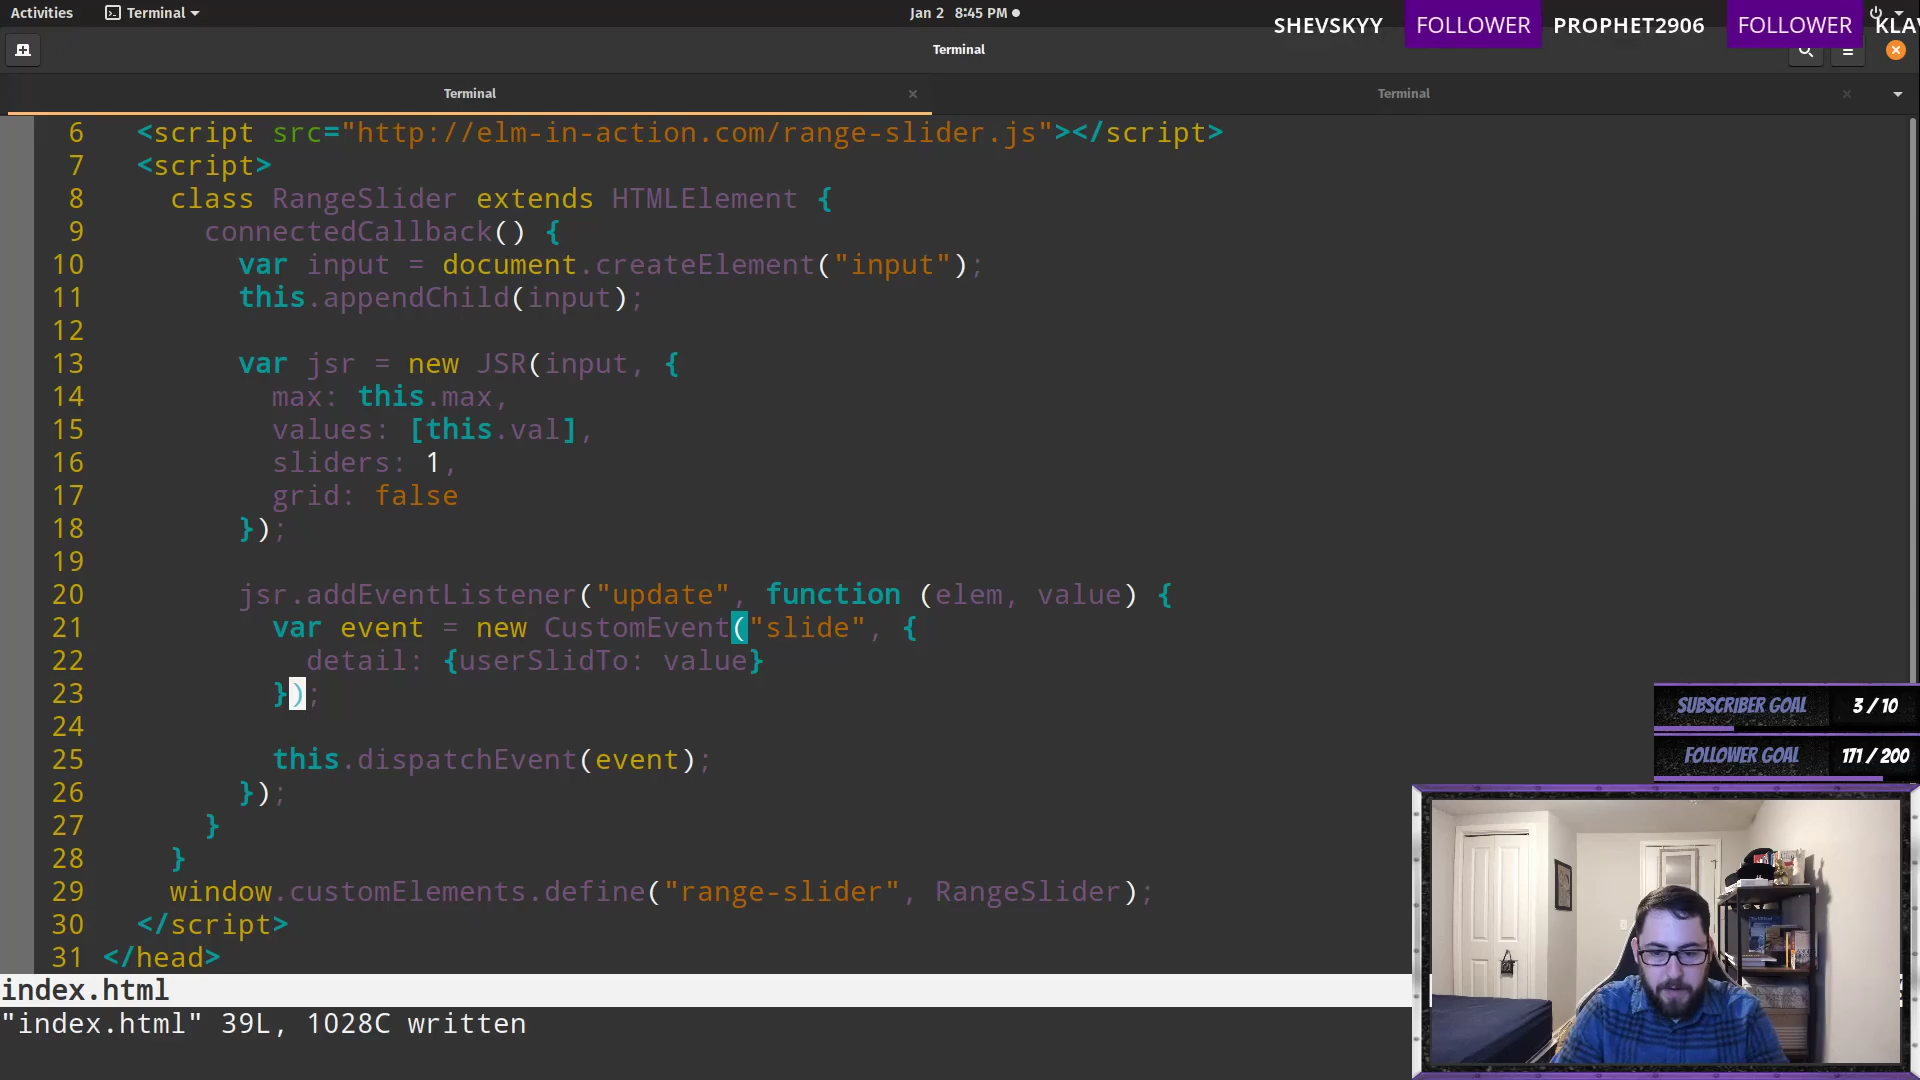 Activities
Terminal
Jan 2 8:45 PM
SHEVSKYY FOLLOWER PROPHET2906 FOLLOWER KLAV
Terminal
Terminal
Terminal
6 <script src="http://elm-in-action.com/range-slider.js"></script>
7 <script>
8 class RangeSlider extends HTMLElement {
9 connectedCallback() {
10 var input = document.createElement("input");
11 this.appendChild(input);
12
13 var jsr = new JSR(input, {
14 max: this.max,
15 values: [this.val],
16 sliders: 1,
17 grid: false
18 });
19
20 jsr.addEventListener("update", function (elem, value) {
21 var event = new CustomEvent("slide", {
22 detail: {userSlidTo: value}
23 });
24
25 this.dispatchEvent(event);
26 });
27 }
28 }
29 window.customElements.define("range-slider", RangeSlider);
30 </script>
31 </head>
index.html
"index.html" 39L, 1028C written
SUBSCRIBER GOAL 3 / 10
FOLLOWER GOAL 171 / 200